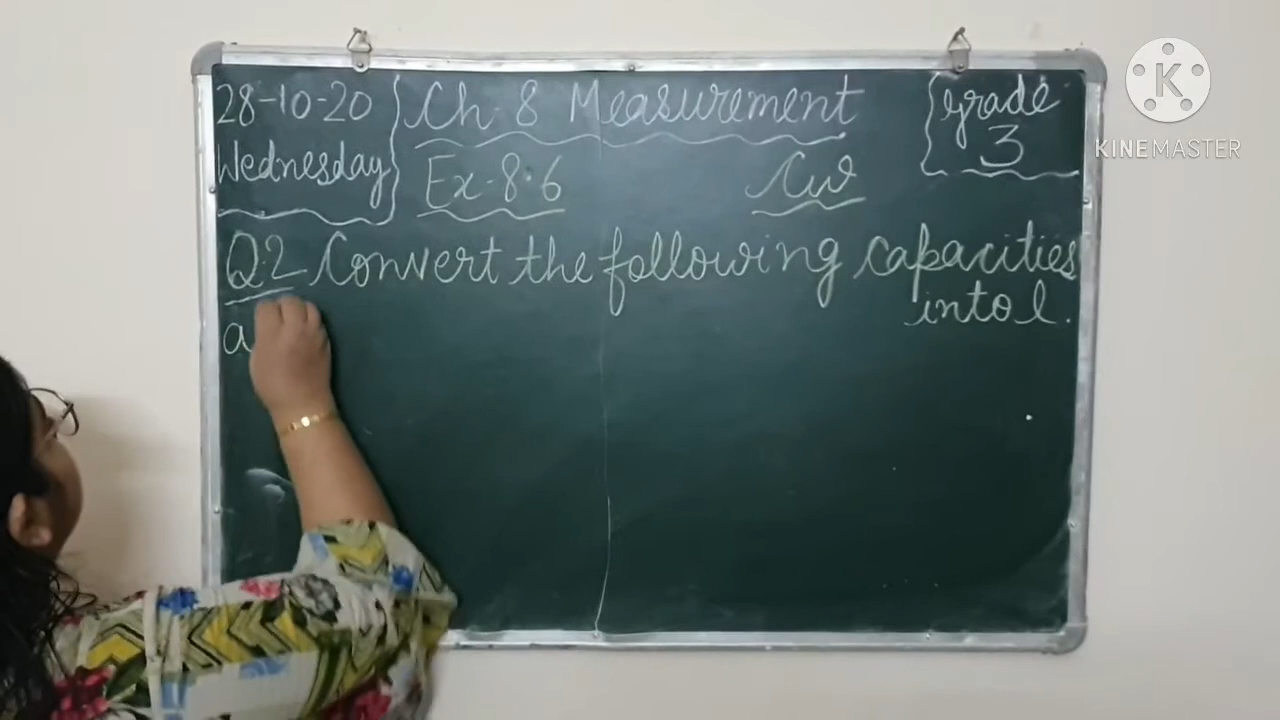 28-10-20
Wednesday
Ch-8 Measurement
Ex-8.6
CW
Grade
3
Q.2 Convert the following capacities
into l.
a
K
KINEMASTER